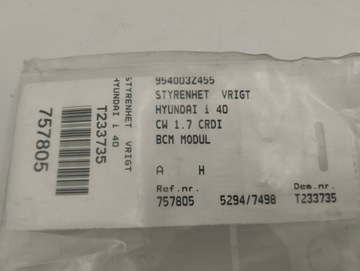 954003Z455
STYRENHET VRIGT
HYUNDAI i 40
CW 1.7 CRDI
BCM MODUL
A H
Ref.nr. Dem.nr.
757805 5294/7498 T233735
STYRENHET VRIGT
HYUNDAI i 40
T233735
757805